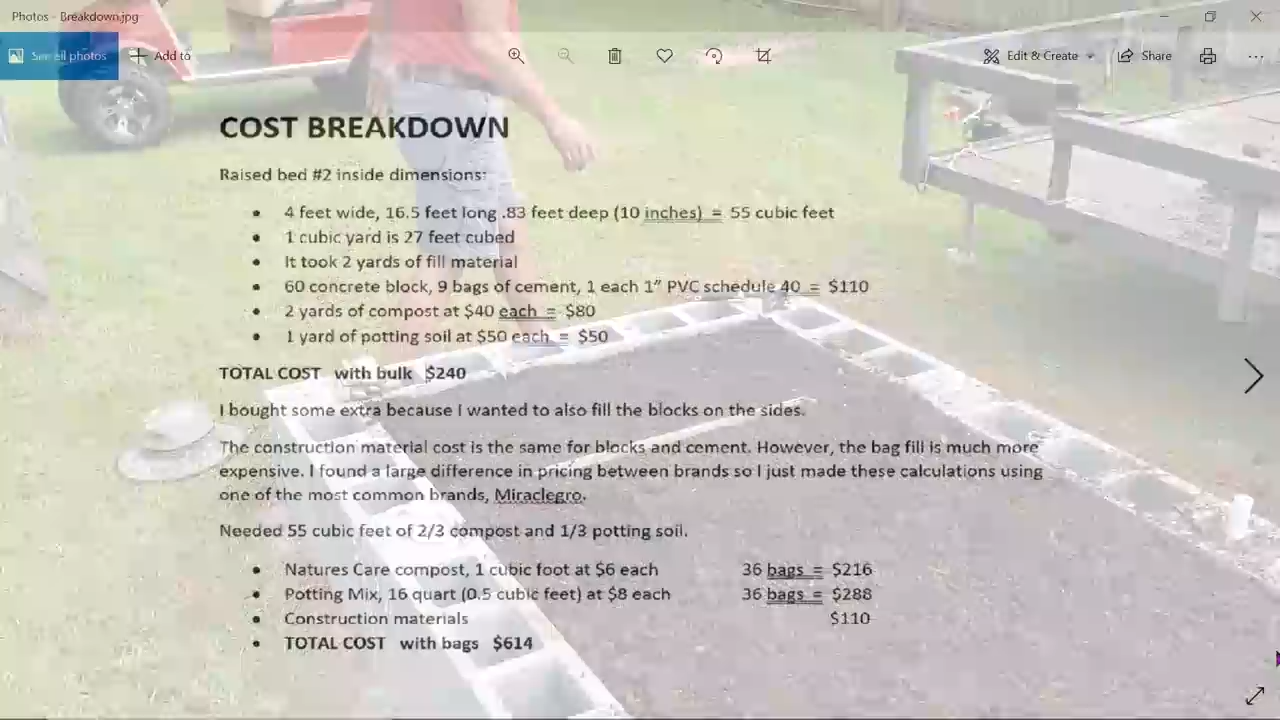 Photos - Breakdown.jpg
See all photos
Add to
Edit & Create
Share
COST BREAKDOWN
Raised bed #2 inside dimensions:
• 4 feet wide, 16.5 feet long .83 feet deep (10 inches) = 55 cubic feet
• 1 cubic yard is 27 feet cubed
• It took 2 yards of fill material
• 60 concrete block, 9 bags of cement, 1 each 1” PVC schedule 40 = $110
• 2 yards of compost at $40 each = $80
• 1 yard of potting soil at $50 each = $50
TOTAL COST with bulk $240
I bought some extra because I wanted to also fill the blocks on the sides.
The construction material cost is the same for blocks and cement. However, the bag fill is much more
expensive. I found a large difference in pricing between brands so I just made these calculations using
one of the most common brands, Miraclegro.
Needed 55 cubic feet of 2/3 compost and 1/3 potting soil.
• Natures Care compost, 1 cubic foot at $6 each 36 bags = $216
• Potting Mix, 16 quart (0.5 cubic feet) at $8 each 36 bags = $288
• Construction materials $110
• TOTAL COST with bags $614